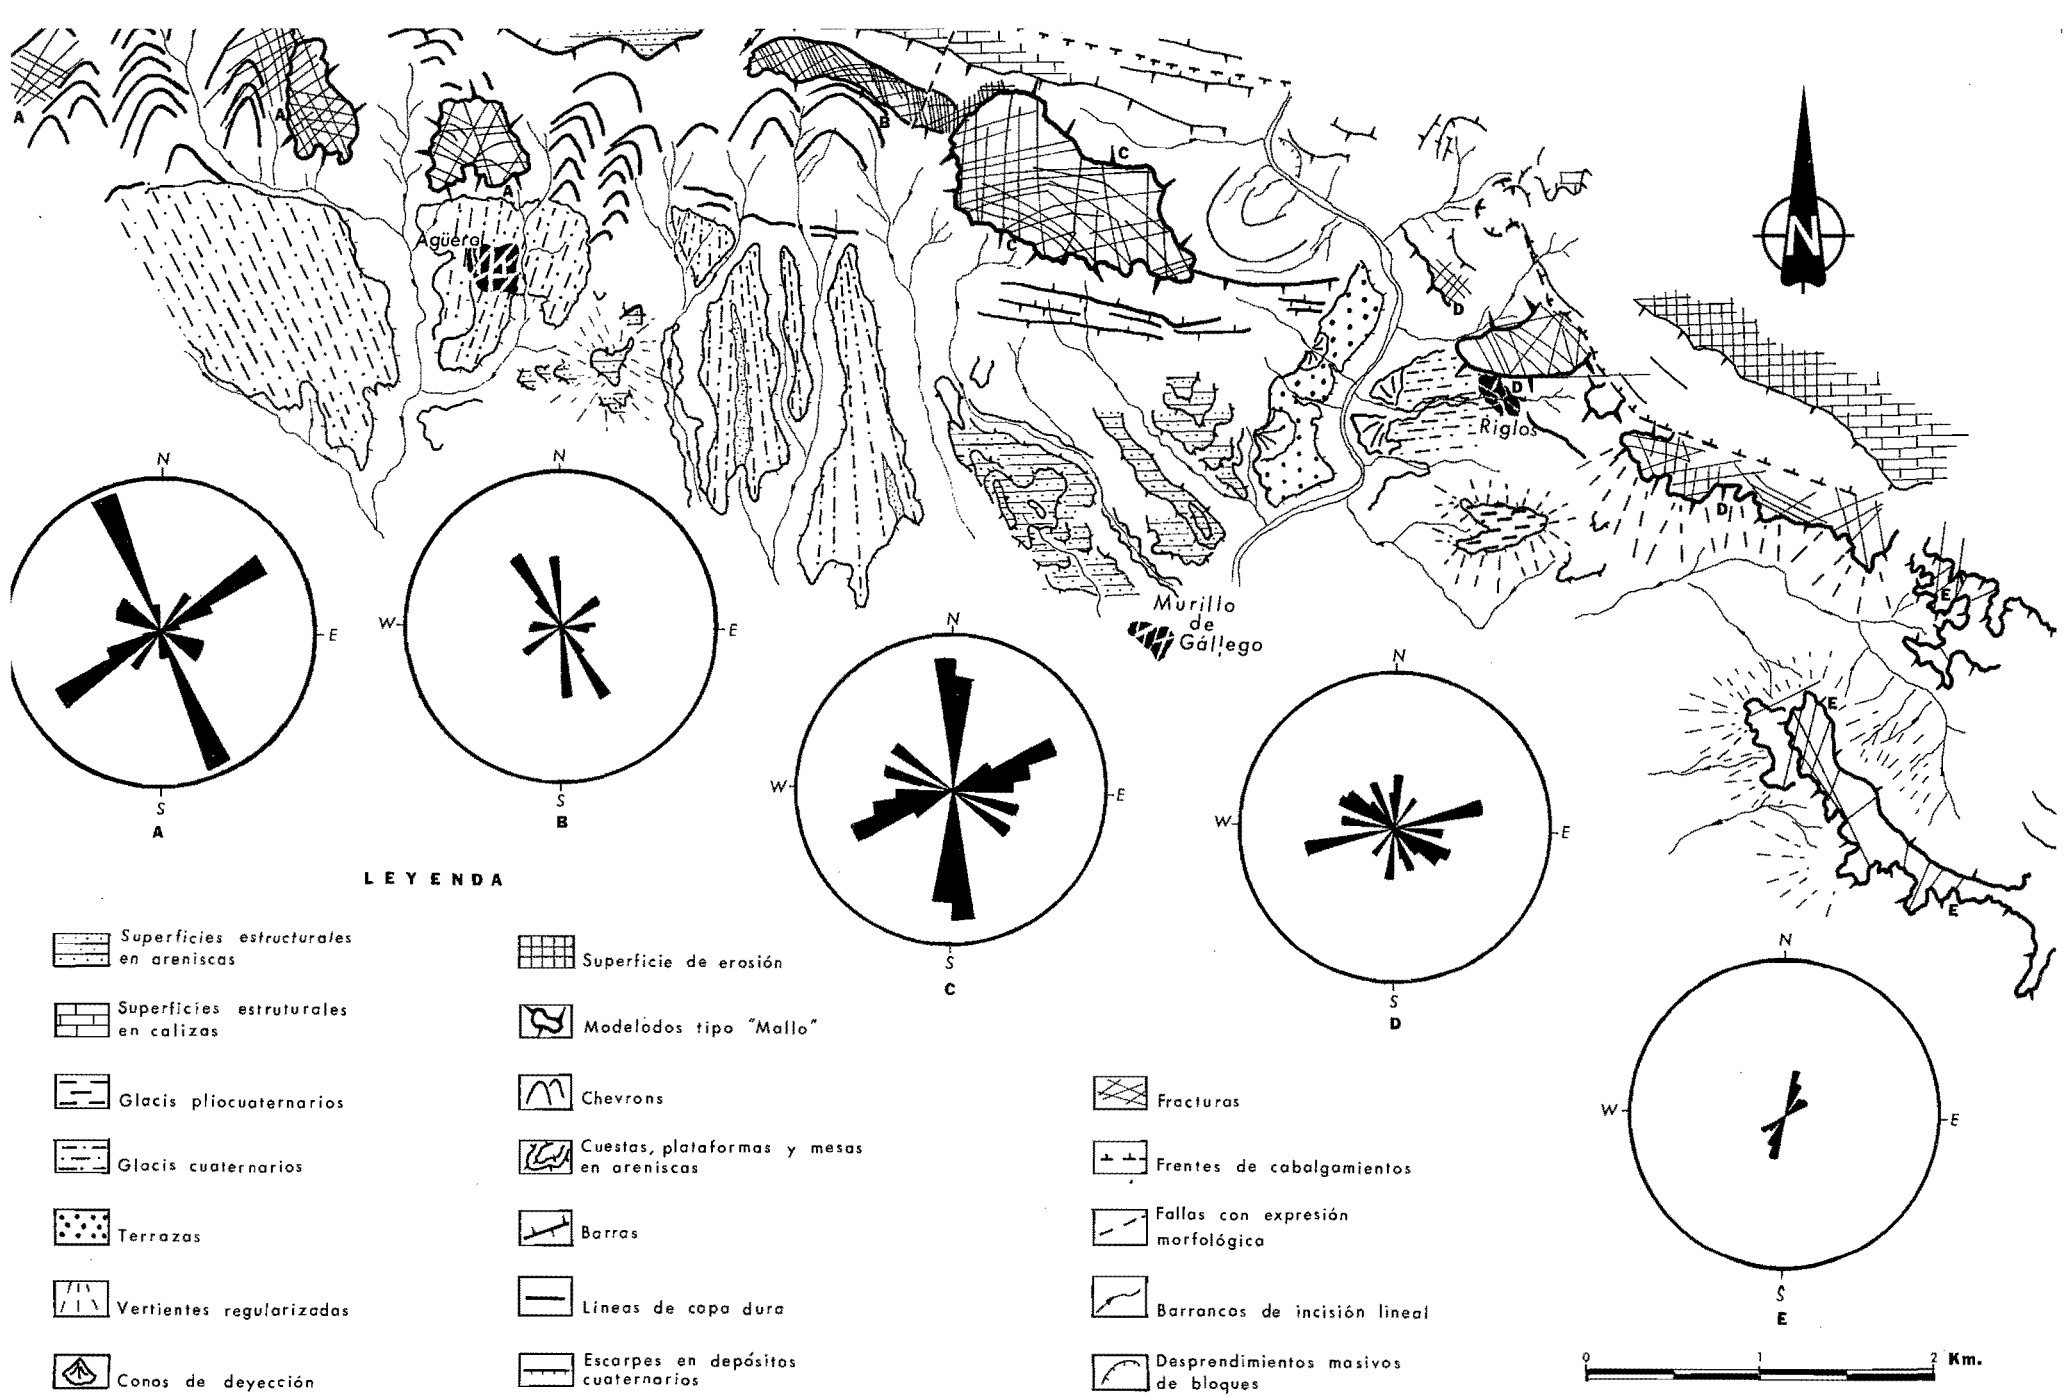 A
A
A
B
C
C
D
D
D
E
E
E
N
Agüero
Riglos
Murillo
de
Gállego
N
E
S
A
N
W
E
S
B
N
W
E
S
C
N
W
E
S
D
N
W
E
S
E
LEYENDA
Superficies estructurales
en areniscas
Superficies estruturales
en calizas
Glacis pliocuaternarios
Glacis cuaternarios
Terrazas
Vertientes regularizadas
Conos de deyección
Superficie de erosión
Modelados tipo "Mallo"
Chevrons
Cuestas, plataformas y mesas
en areniscas
Barras
Líneas de capa dura
Escarpes en depósitos
cuaternarios
Fracturas
Frentes de cabalgamientos
Fallas con expresión
morfológica
Barrancos de incisión lineal
Desprendimientos masivos
de bloques
0 1 2 Km.